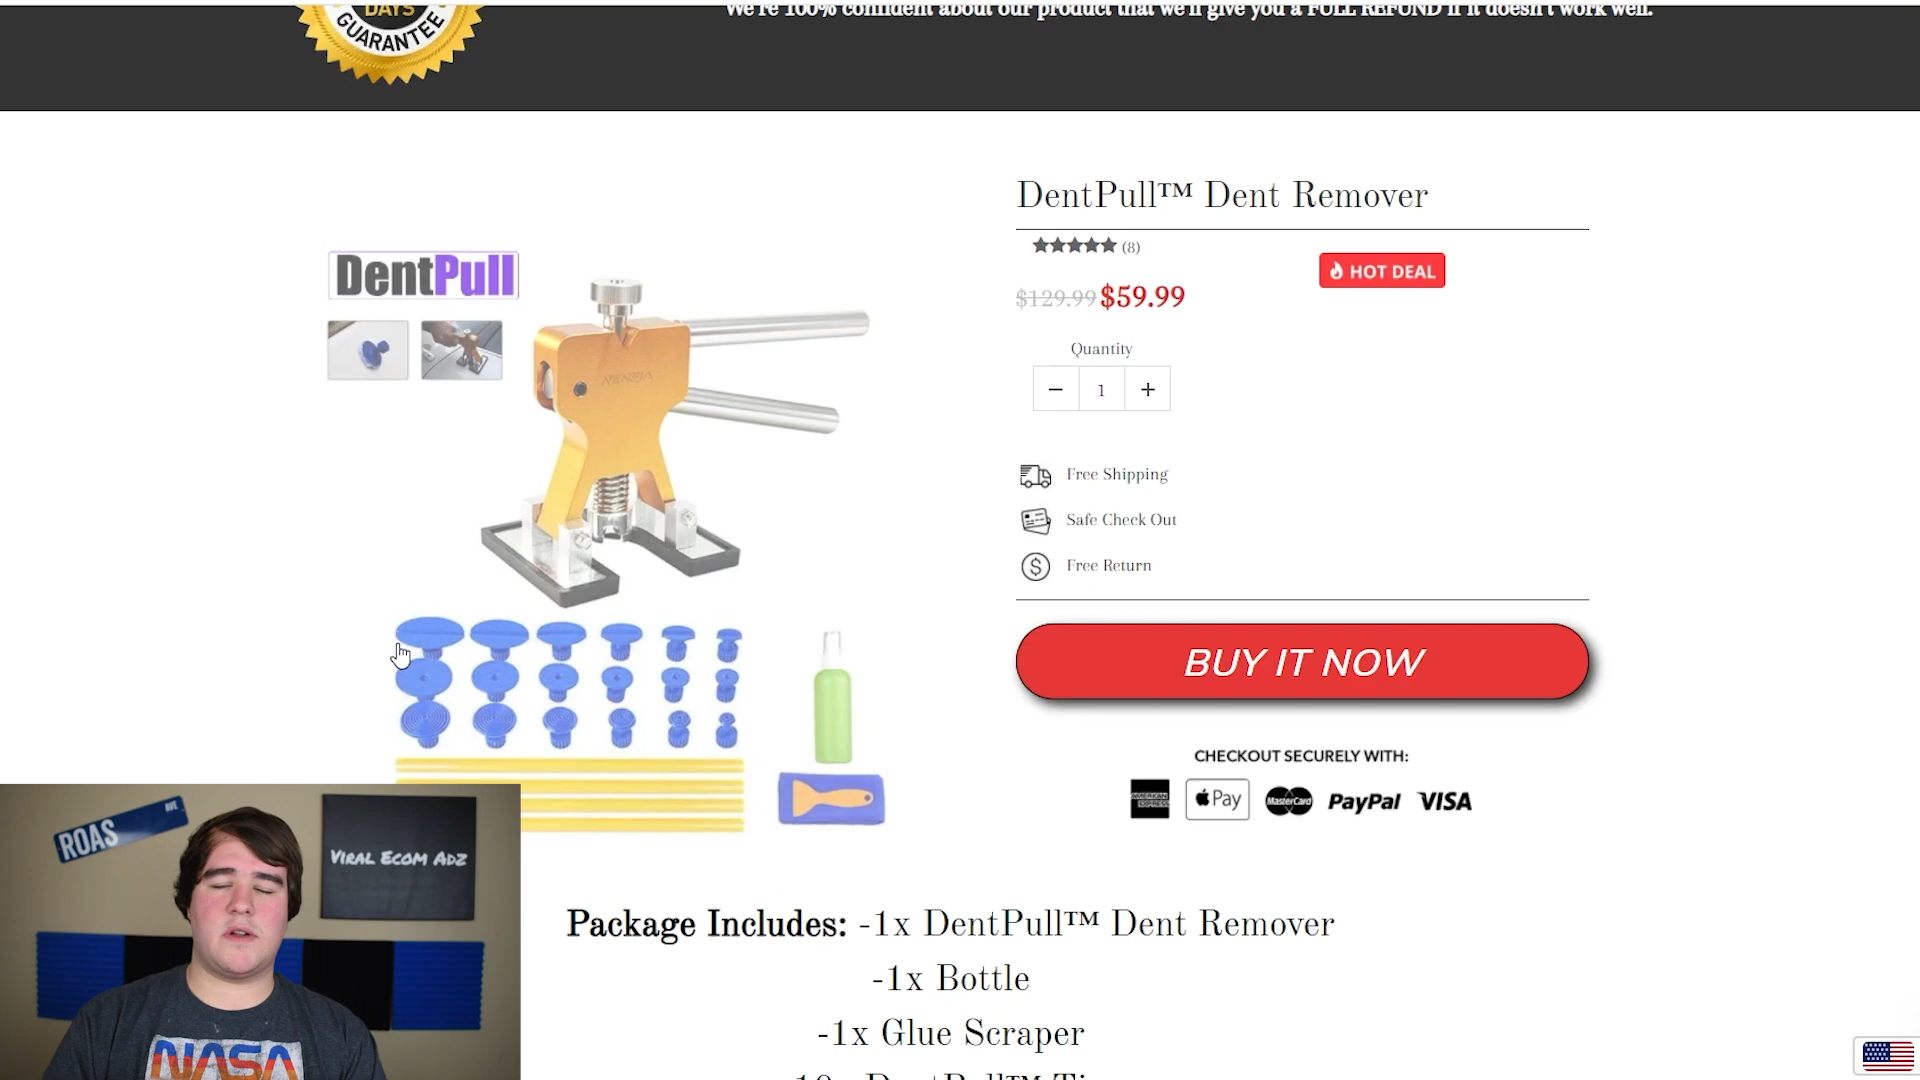 DAYS
GUARANTEE
We're 100% confident about our product that we'll give you a FULL REFUND if it doesn't work well.
DentPull™ Dent Remover
(8)
HOT DEAL
$129.99 $59.99
DentPull
Quantity
− 1 +
Free Shipping
Safe Check Out
Free Return
BUY IT NOW
CHECKOUT SECURELY WITH:
AMERICAN EXPRESS Pay MasterCard PayPal VISA
ROAS AVE
VIRAL ECOM ADZ
NASA
Package Includes: -1x DentPull™ Dent Remover
-1x Bottle
-1x Glue Scraper